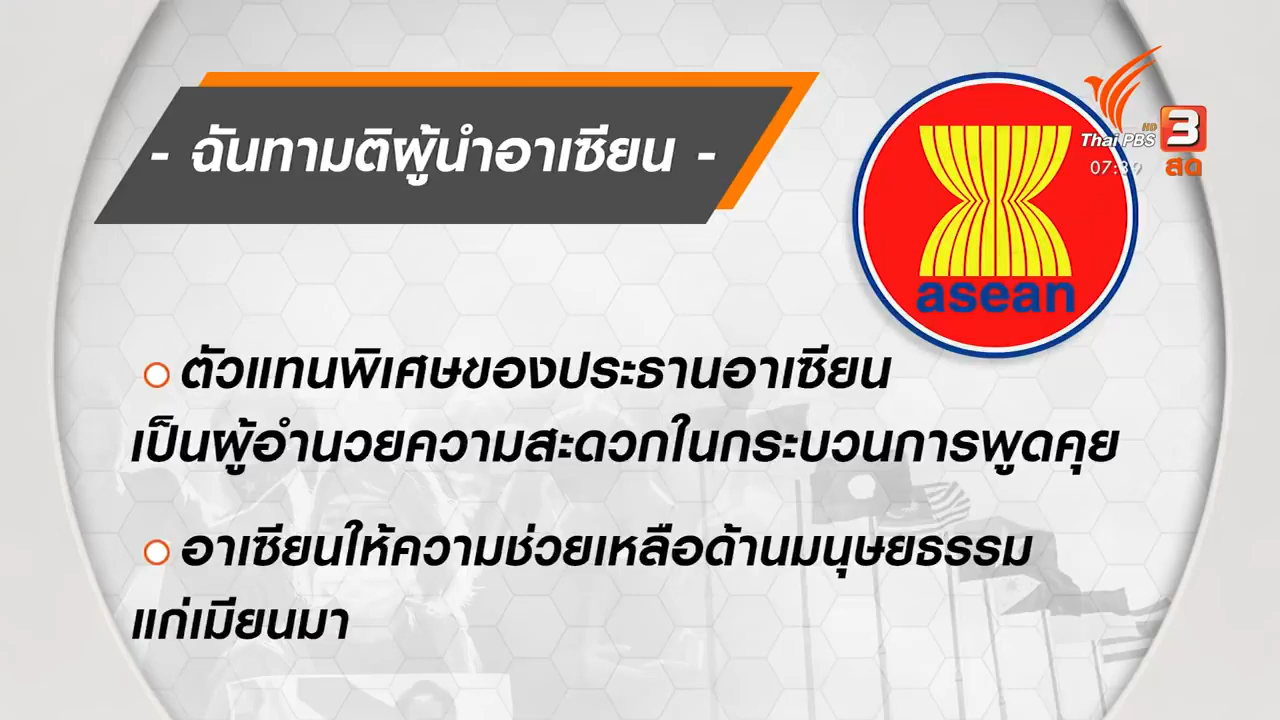 - ฉันทามติผู้นำอาเซียน -
asean
HD
Thai PBS
3
07:39
สด
ตัวแทนพิเศษของประธานอาเซียน
เป็นผู้อำนวยความสะดวกในกระบวนการพูดคุย
อาเซียนให้ความช่วยเหลือด้านมนุษยธรรม
แก่เมียนมา